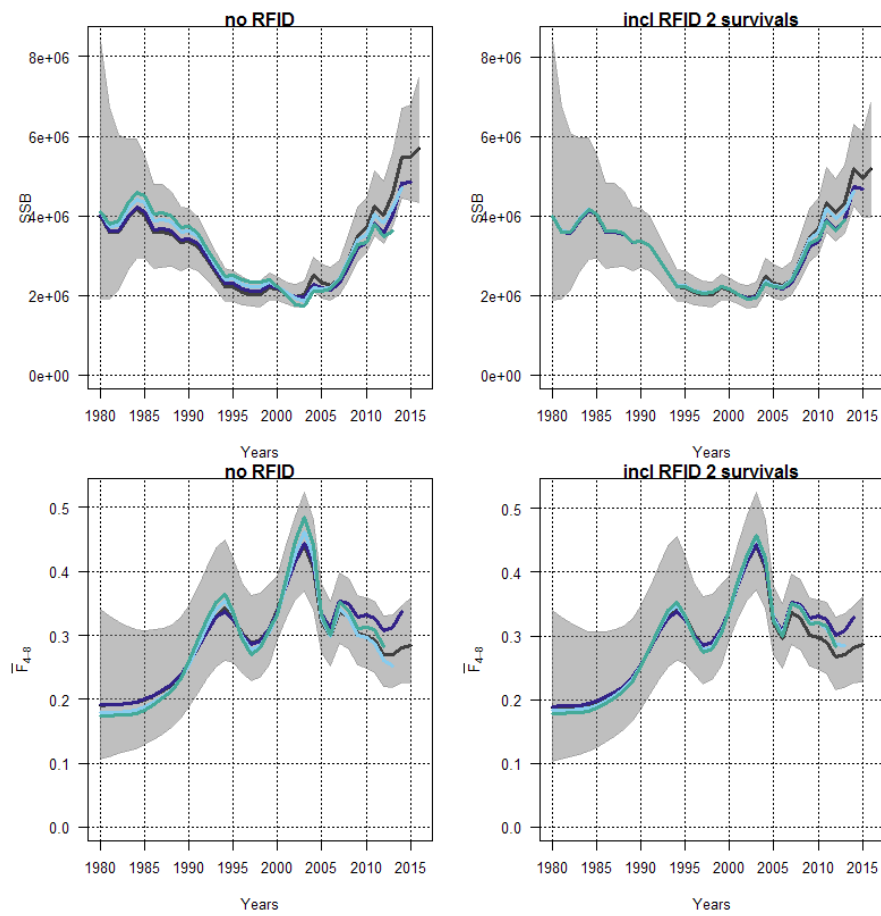 no RFID
SSB
8e+06
6e+06
4e+06
2e+06
0e+00
1980 1985 1990 1995 2000 2005 2010 2015
Years
incl RFID 2 survivals
SSB
8e+06
6e+06
4e+06
2e+06
0e+00
1980 1985 1990 1995 2000 2005 2010 2015
Years
no RFID
F̅4-8
0.5
0.4
0.3
0.2
0.1
0.0
1980 1985 1990 1995 2000 2005 2010 2015
Years
incl RFID 2 survivals
F̅4-8
0.5
0.4
0.3
0.2
0.1
0.0
1980 1985 1990 1995 2000 2005 2010 2015
Years